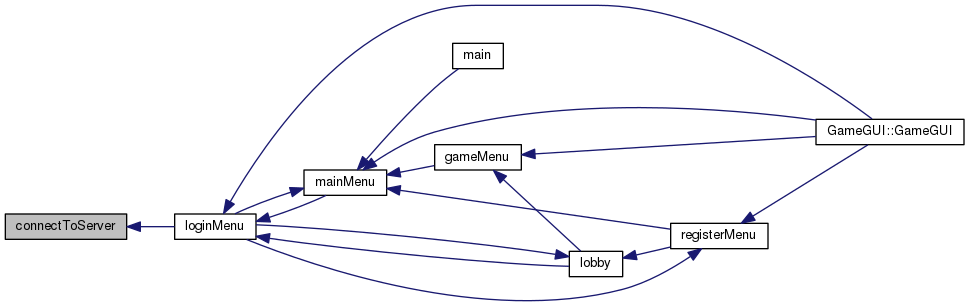 main
GameGUI::GameGUI
gameMenu
mainMenu
connectToServer
loginMenu
registerMenu
lobby